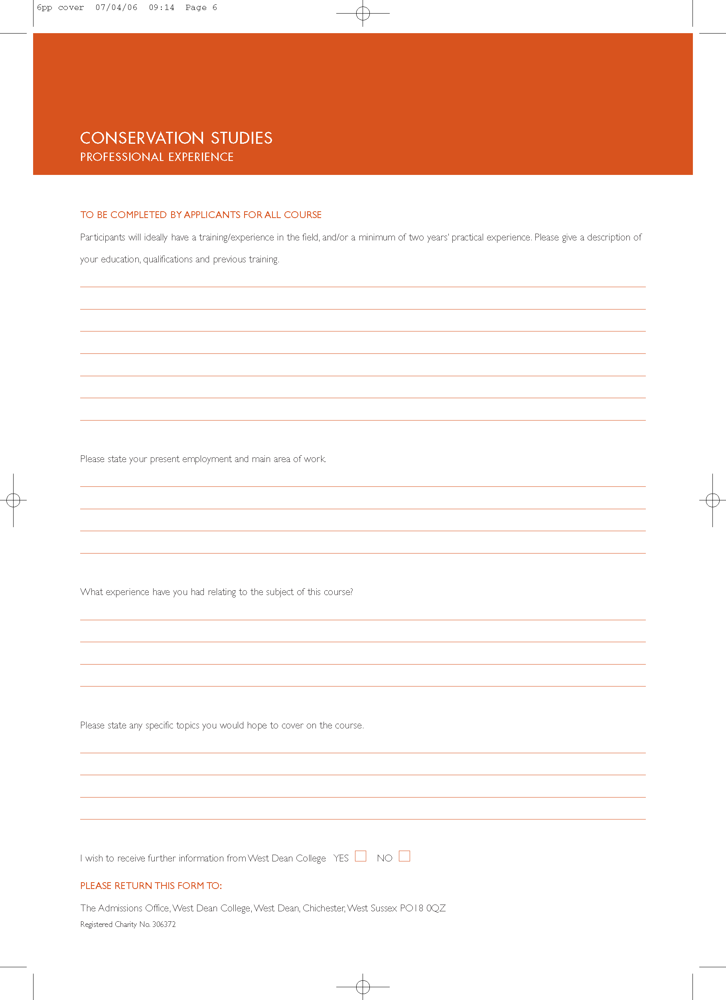 6pp cover 07/04/06 09:14 Page 6
CONSERVATION STUDIES
PROFESSIONAL EXPERIENCE
TO BE COMPLETED BY APPLICANTS FOR ALL COURSE
Participants will ideally have a training/experience in the field, and/or a minimum of two years' practical experience. Please give a description of
your education, qualifications and previous training.
Please state your present employment and main area of work.
What experience have you had relating to the subject of this course?
Please state any specific topics you would hope to cover on the course.
I wish to receive further information from West Dean College YES NO
PLEASE RETURN THIS FORM TO:
The Admissions Office, West Dean College, West Dean, Chichester, West Sussex PO18 0QZ
Registered Charity No. 306372